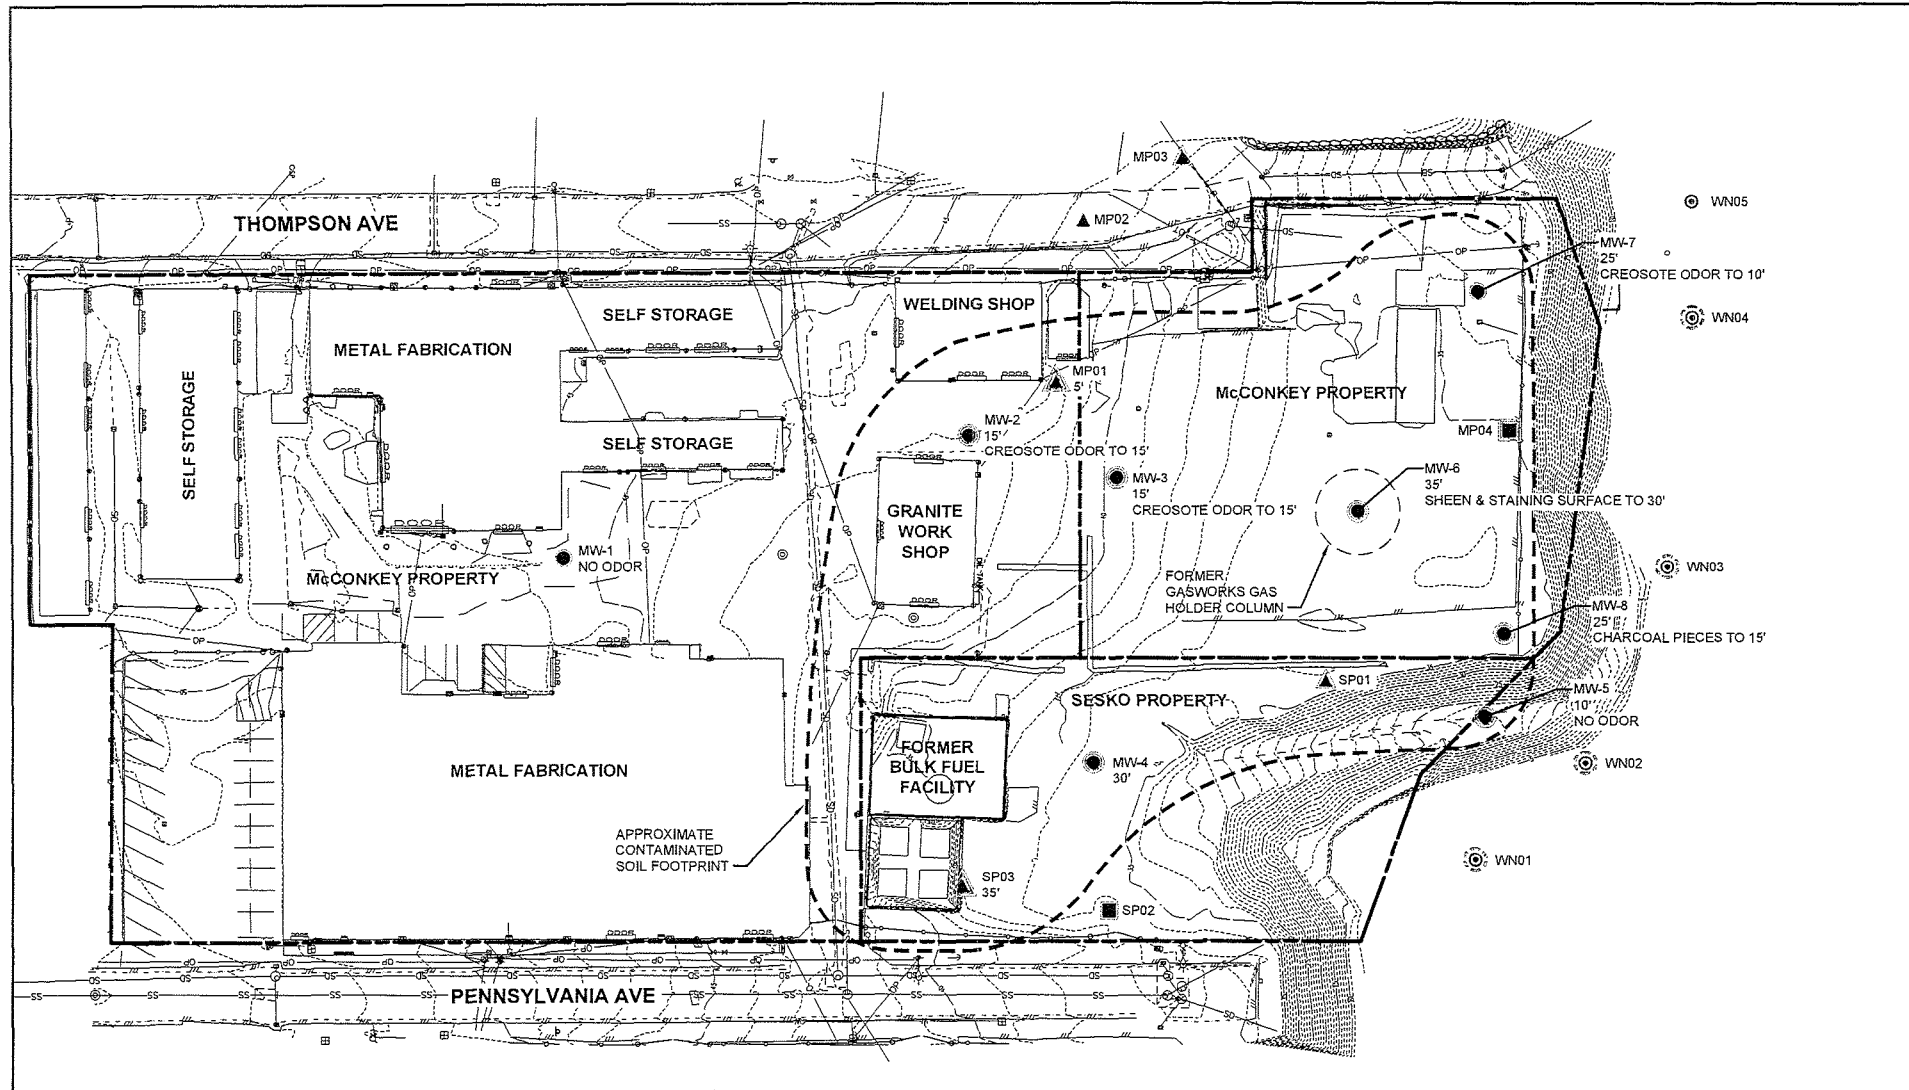 MP03
WN05
THOMPSON AVE
MP02
MW-7
25'
CREOSOTE ODOR TO 10'
WELDING SHOP
SELF STORAGE
WN04
METAL FABRICATION
MP01
5'
McCONKEY PROPERTY
SELF STORAGE
MW-2
15'
CREOSOTE ODOR TO 15'
MP04
SELF STORAGE
MW-3
15'
CREOSOTE ODOR TO 15'
MW-6
35'
SHEEN & STAINING SURFACE TO 30'
GRANITE
WORK
SHOP
MW-1
NO ODOR
McCONKEY PROPERTY
FORMER
GASWORKS GAS
HOLDER COLUMN
WN03
MW-8
25'
CHARCOAL PIECES TO 15'
SP01
SESKO PROPERTY
MW-5
10'
NO ODOR
FORMER
BULK FUEL
FACILITY
METAL FABRICATION
MW-4
30'
WN02
APPROXIMATE
CONTAMINATED
SOIL FOOTPRINT
WN01
SP03
35'
SP02
PENNSYLVANIA AVE